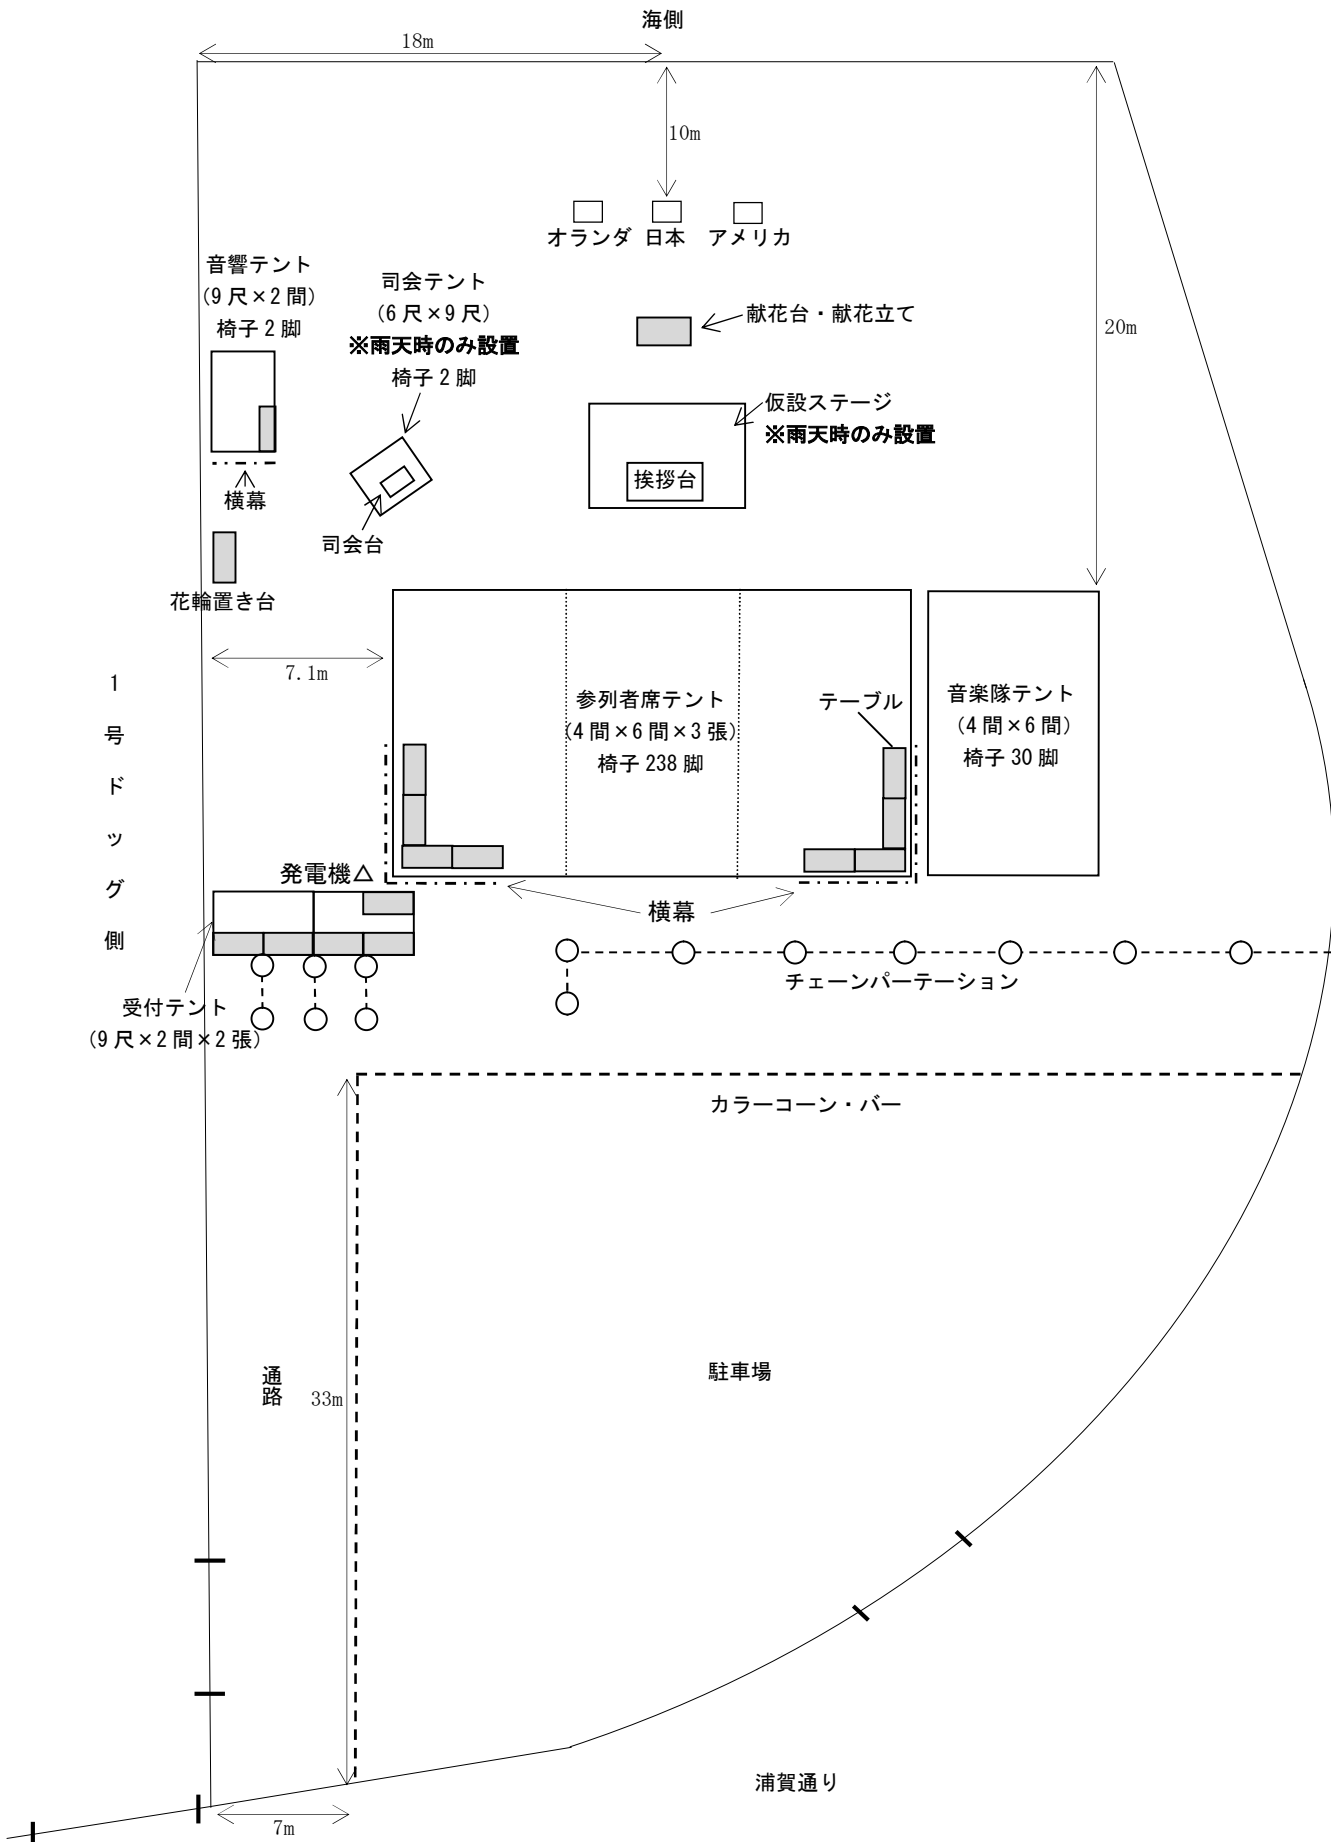 海側
18m
10m
オランダ 日本 アメリカ
音響テント
(9尺×2間)
椅子2脚
司会テント
(6尺×9尺)
※雨天時のみ設置
椅子2脚
献花台・献花立て
20m
仮設ステージ
※雨天時のみ設置
挨拶台
横幕
司会台
花輪置き台
7.1m
1号ドッグ側
参列者席テント
(4間×6間×3張)
椅子238脚
テーブル
音楽隊テント
(4間×6間)
椅子30脚
発電機△
横幕
チェーンパーテーション
受付テント
(9尺×2間×2張)
カラーコーン・バー
通路
33m
駐車場
浦賀通り
7m